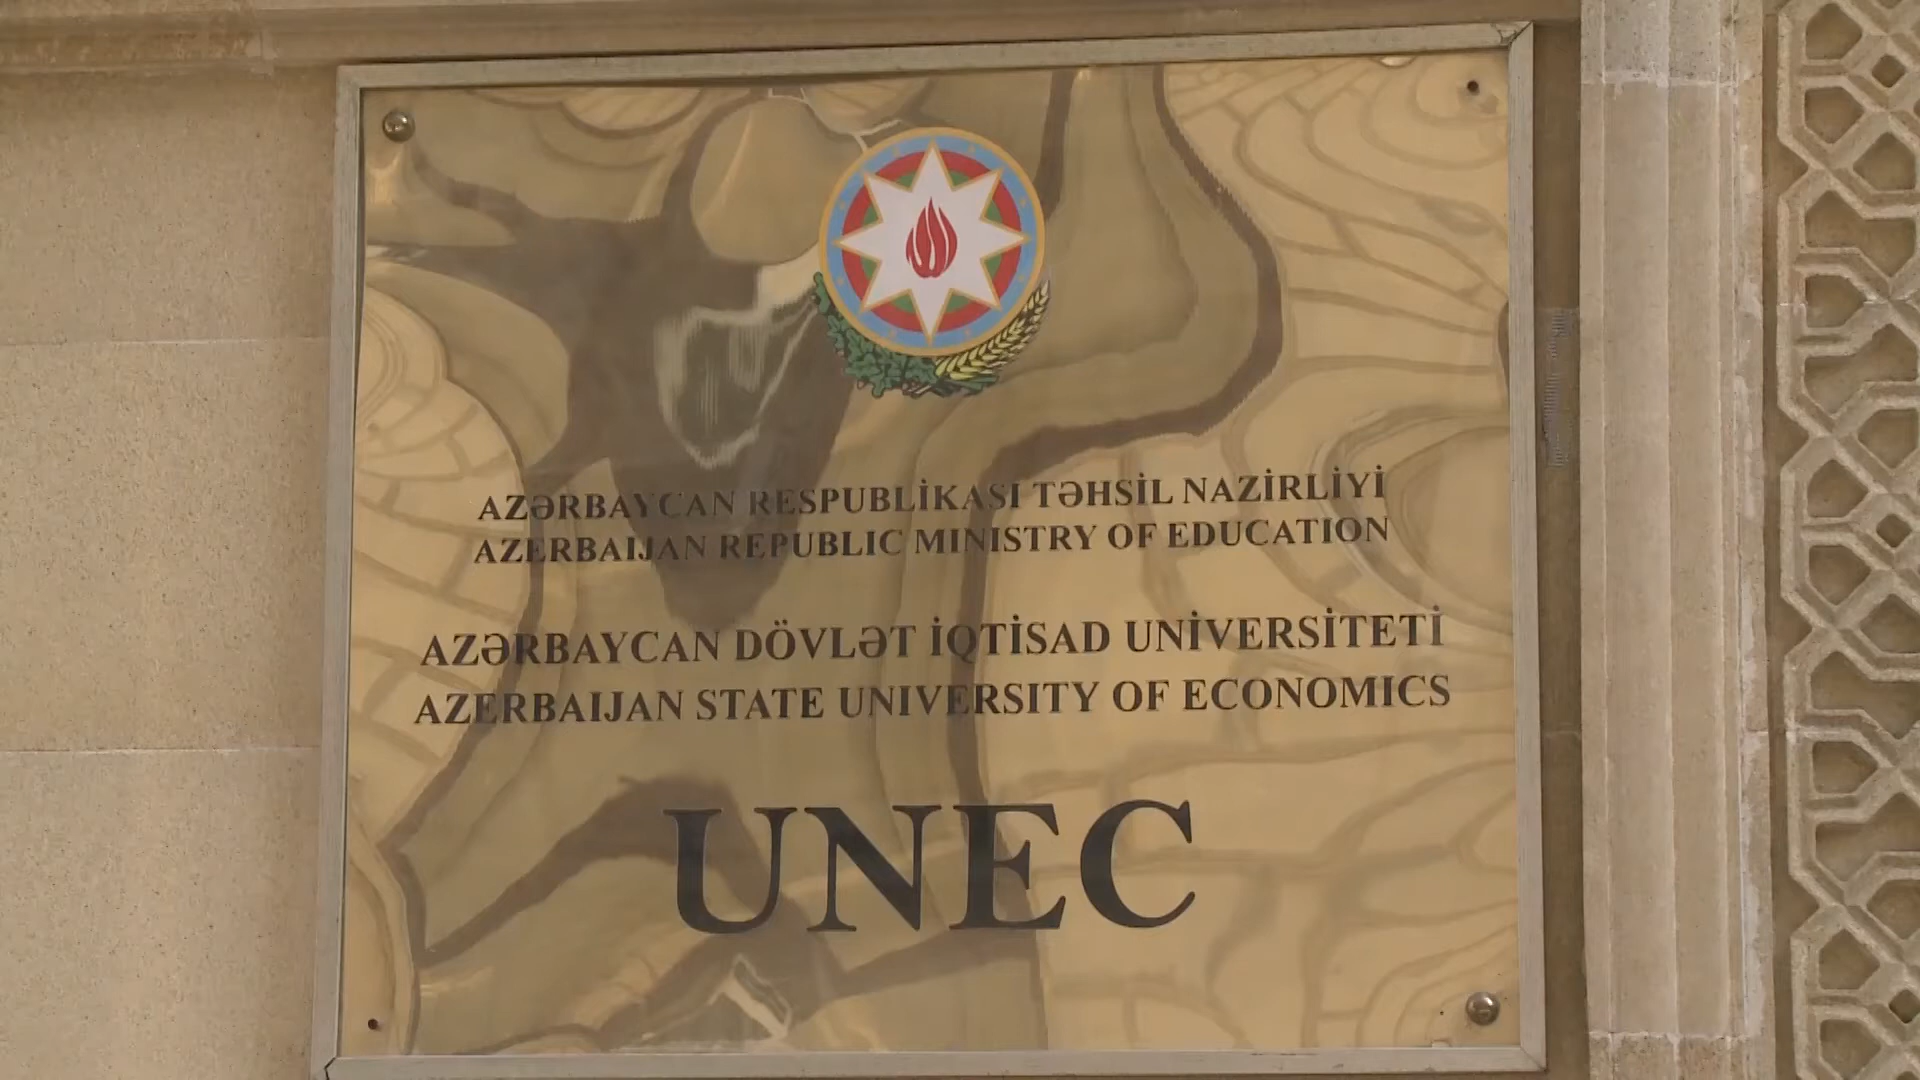 AZƏRBAYCAN RESPUBLİKASI TƏHSİL NAZİRLİYİ
AZERBAIJAN REPUBLIC MINISTRY OF EDUCATION
AZƏRBAYCAN DÖVLƏT İQTİSAD UNİVERSİTETİ
AZERBAIJAN STATE UNIVERSITY OF ECONOMICS
UNEC